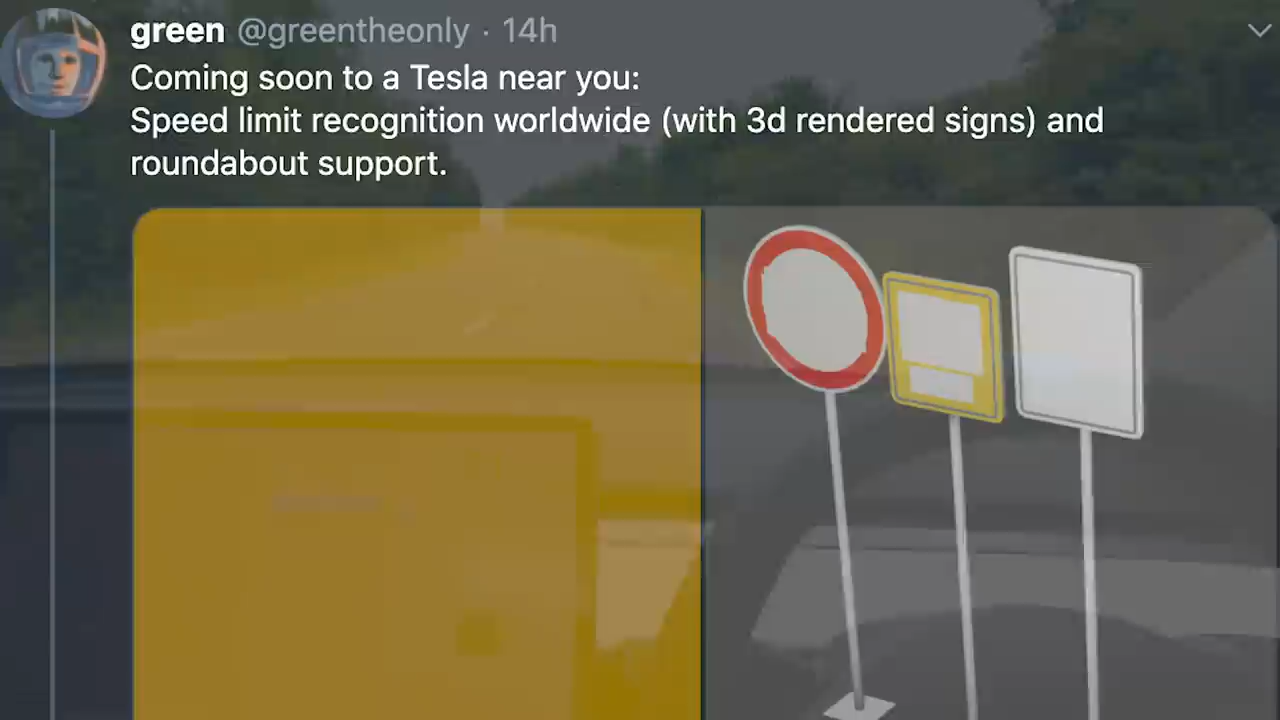 green @greentheonly · 14h
Coming soon to a Tesla near you:
Speed limit recognition worldwide (with 3d rendered signs) and
roundabout support.